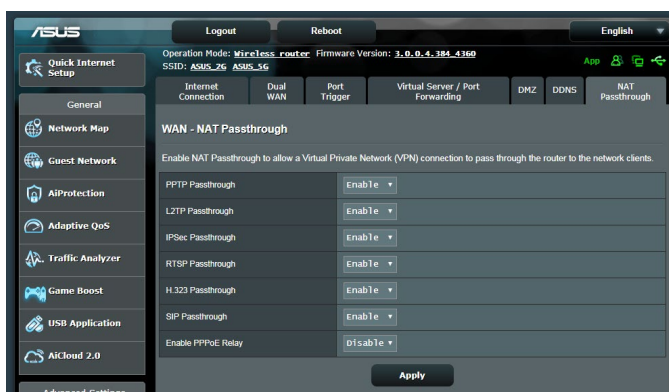 ASUS
Logout
Reboot
English
Operation Mode: Wireless router Firmware Version: 3.0.0.4.384_4360
SSID: ASUS_2G ASUS_5G
App
Quick Internet
Setup
General
Network Map
Guest Network
AiProtection
Adaptive QoS
Traffic Analyzer
Game Boost
USB Application
AiCloud 2.0
Advanced Settings
Internet
Connection
Dual
WAN
Port
Trigger
Virtual Server / Port
Forwarding
DMZ
DDNS
NAT
Passthrough
WAN - NAT Passthrough
Enable NAT Passthrough to allow a Virtual Private Network (VPN) connection to pass through the router to the network clients.
PPTP Passthrough Enable
L2TP Passthrough Enable
IPSec Passthrough Enable
RTSP Passthrough Enable
H.323 Passthrough Enable
SIP Passthrough Enable
Enable PPPoE Relay Disable
Apply